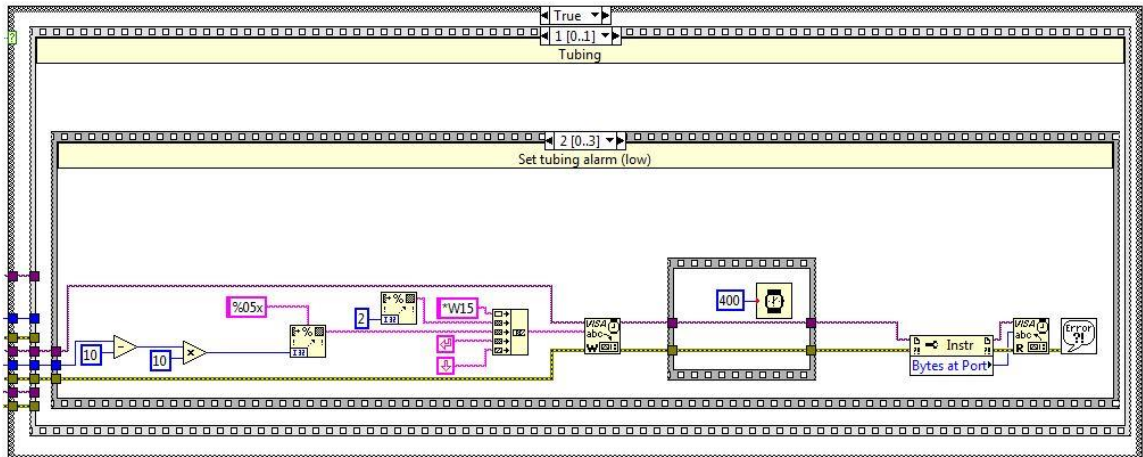 True
1 [0..1]
Tubing
2 [0..3]
Set tubing alarm (low)
%05x
2
*W15
10
10
VISA
abc
W
400
Instr
Bytes at Port
VISA
abc
R
Error
?!